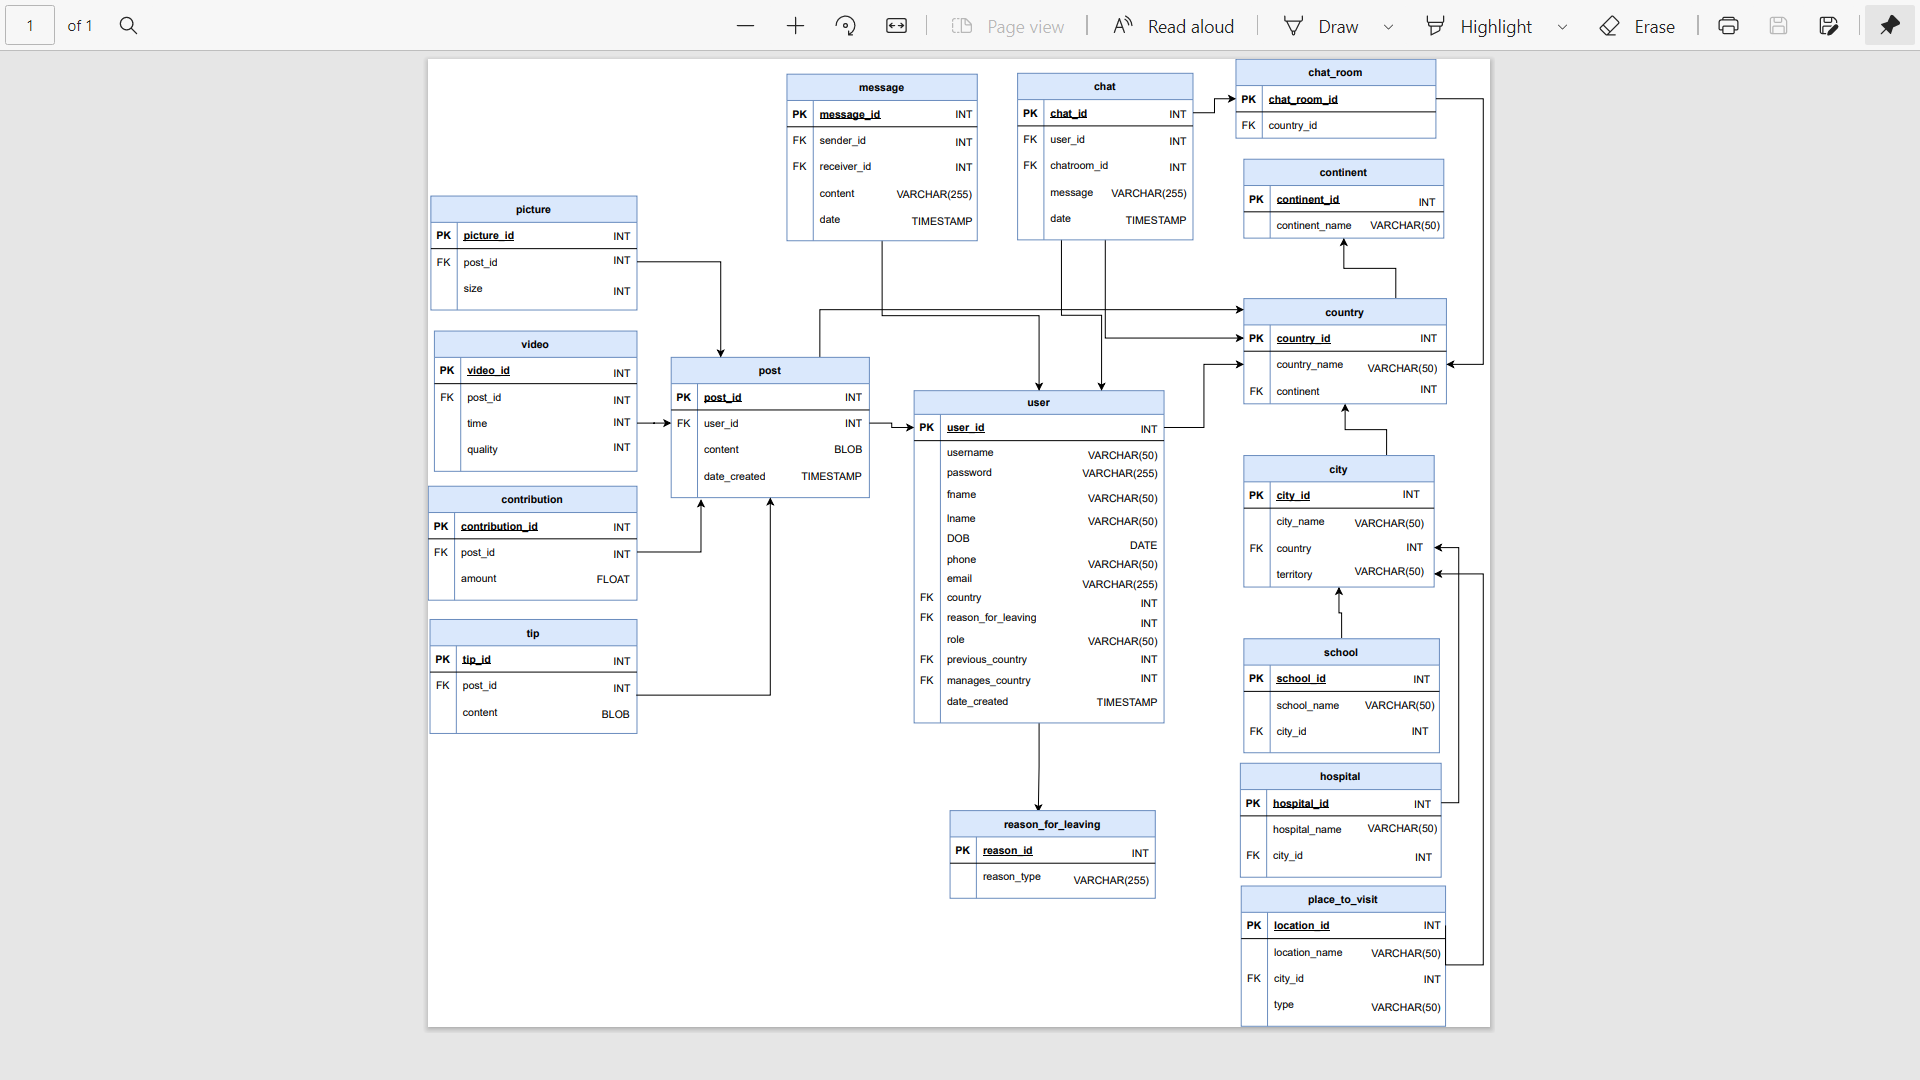 1 of 1 Page view Read aloud Draw Highlight Erase
message
PK message_id INT
FK sender_id INT
FK receiver_id INT
content VARCHAR(255)
date TIMESTAMP
chat
PK chat_id INT
FK user_id INT
FK chatroom_id INT
message VARCHAR(255)
date TIMESTAMP
chat_room
PK chat_room_id
FK country_id
continent
PK continent_id INT
continent_name VARCHAR(50)
picture
PK picture_id INT
FK post_id INT
size INT
video
PK video_id INT
FK post_id INT
time INT
quality INT
contribution
PK contribution_id INT
FK post_id INT
amount FLOAT
tip
PK tip_id INT
FK post_id INT
content BLOB
post
PK post_id INT
FK user_id INT
content BLOB
date_created TIMESTAMP
user
PK user_id INT
username VARCHAR(50)
password VARCHAR(255)
fname VARCHAR(50)
lname VARCHAR(50)
DOB DATE
phone VARCHAR(50)
email VARCHAR(255)
FK country INT
FK reason_for_leaving INT
role VARCHAR(50)
FK previous_country INT
FK manages_country INT
date_created TIMESTAMP
reason_for_leaving
PK reason_id INT
reason_type VARCHAR(255)
country
PK country_id INT
country_name VARCHAR(50)
FK continent INT
city
PK city_id INT
city_name VARCHAR(50)
FK country INT
territory VARCHAR(50)
school
PK school_id INT
school_name VARCHAR(50)
FK city_id INT
hospital
PK hospital_id INT
hospital_name VARCHAR(50)
FK city_id INT
place_to_visit
PK location_id INT
location_name VARCHAR(50)
FK city_id INT
type VARCHAR(50)